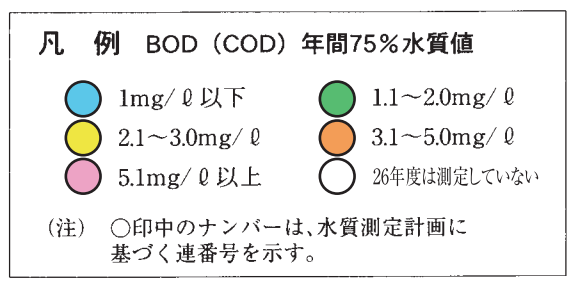 凡 例 BOD（COD）年間75％水質値
1mg/ℓ以下 1.1～2.0mg/ℓ
2.1～3.0mg/ℓ 3.1～5.0mg/ℓ
5.1mg/ℓ以上 26年度は測定していない
（注） ○印中のナンバーは、水質測定計画に
基づく連番号を示す。